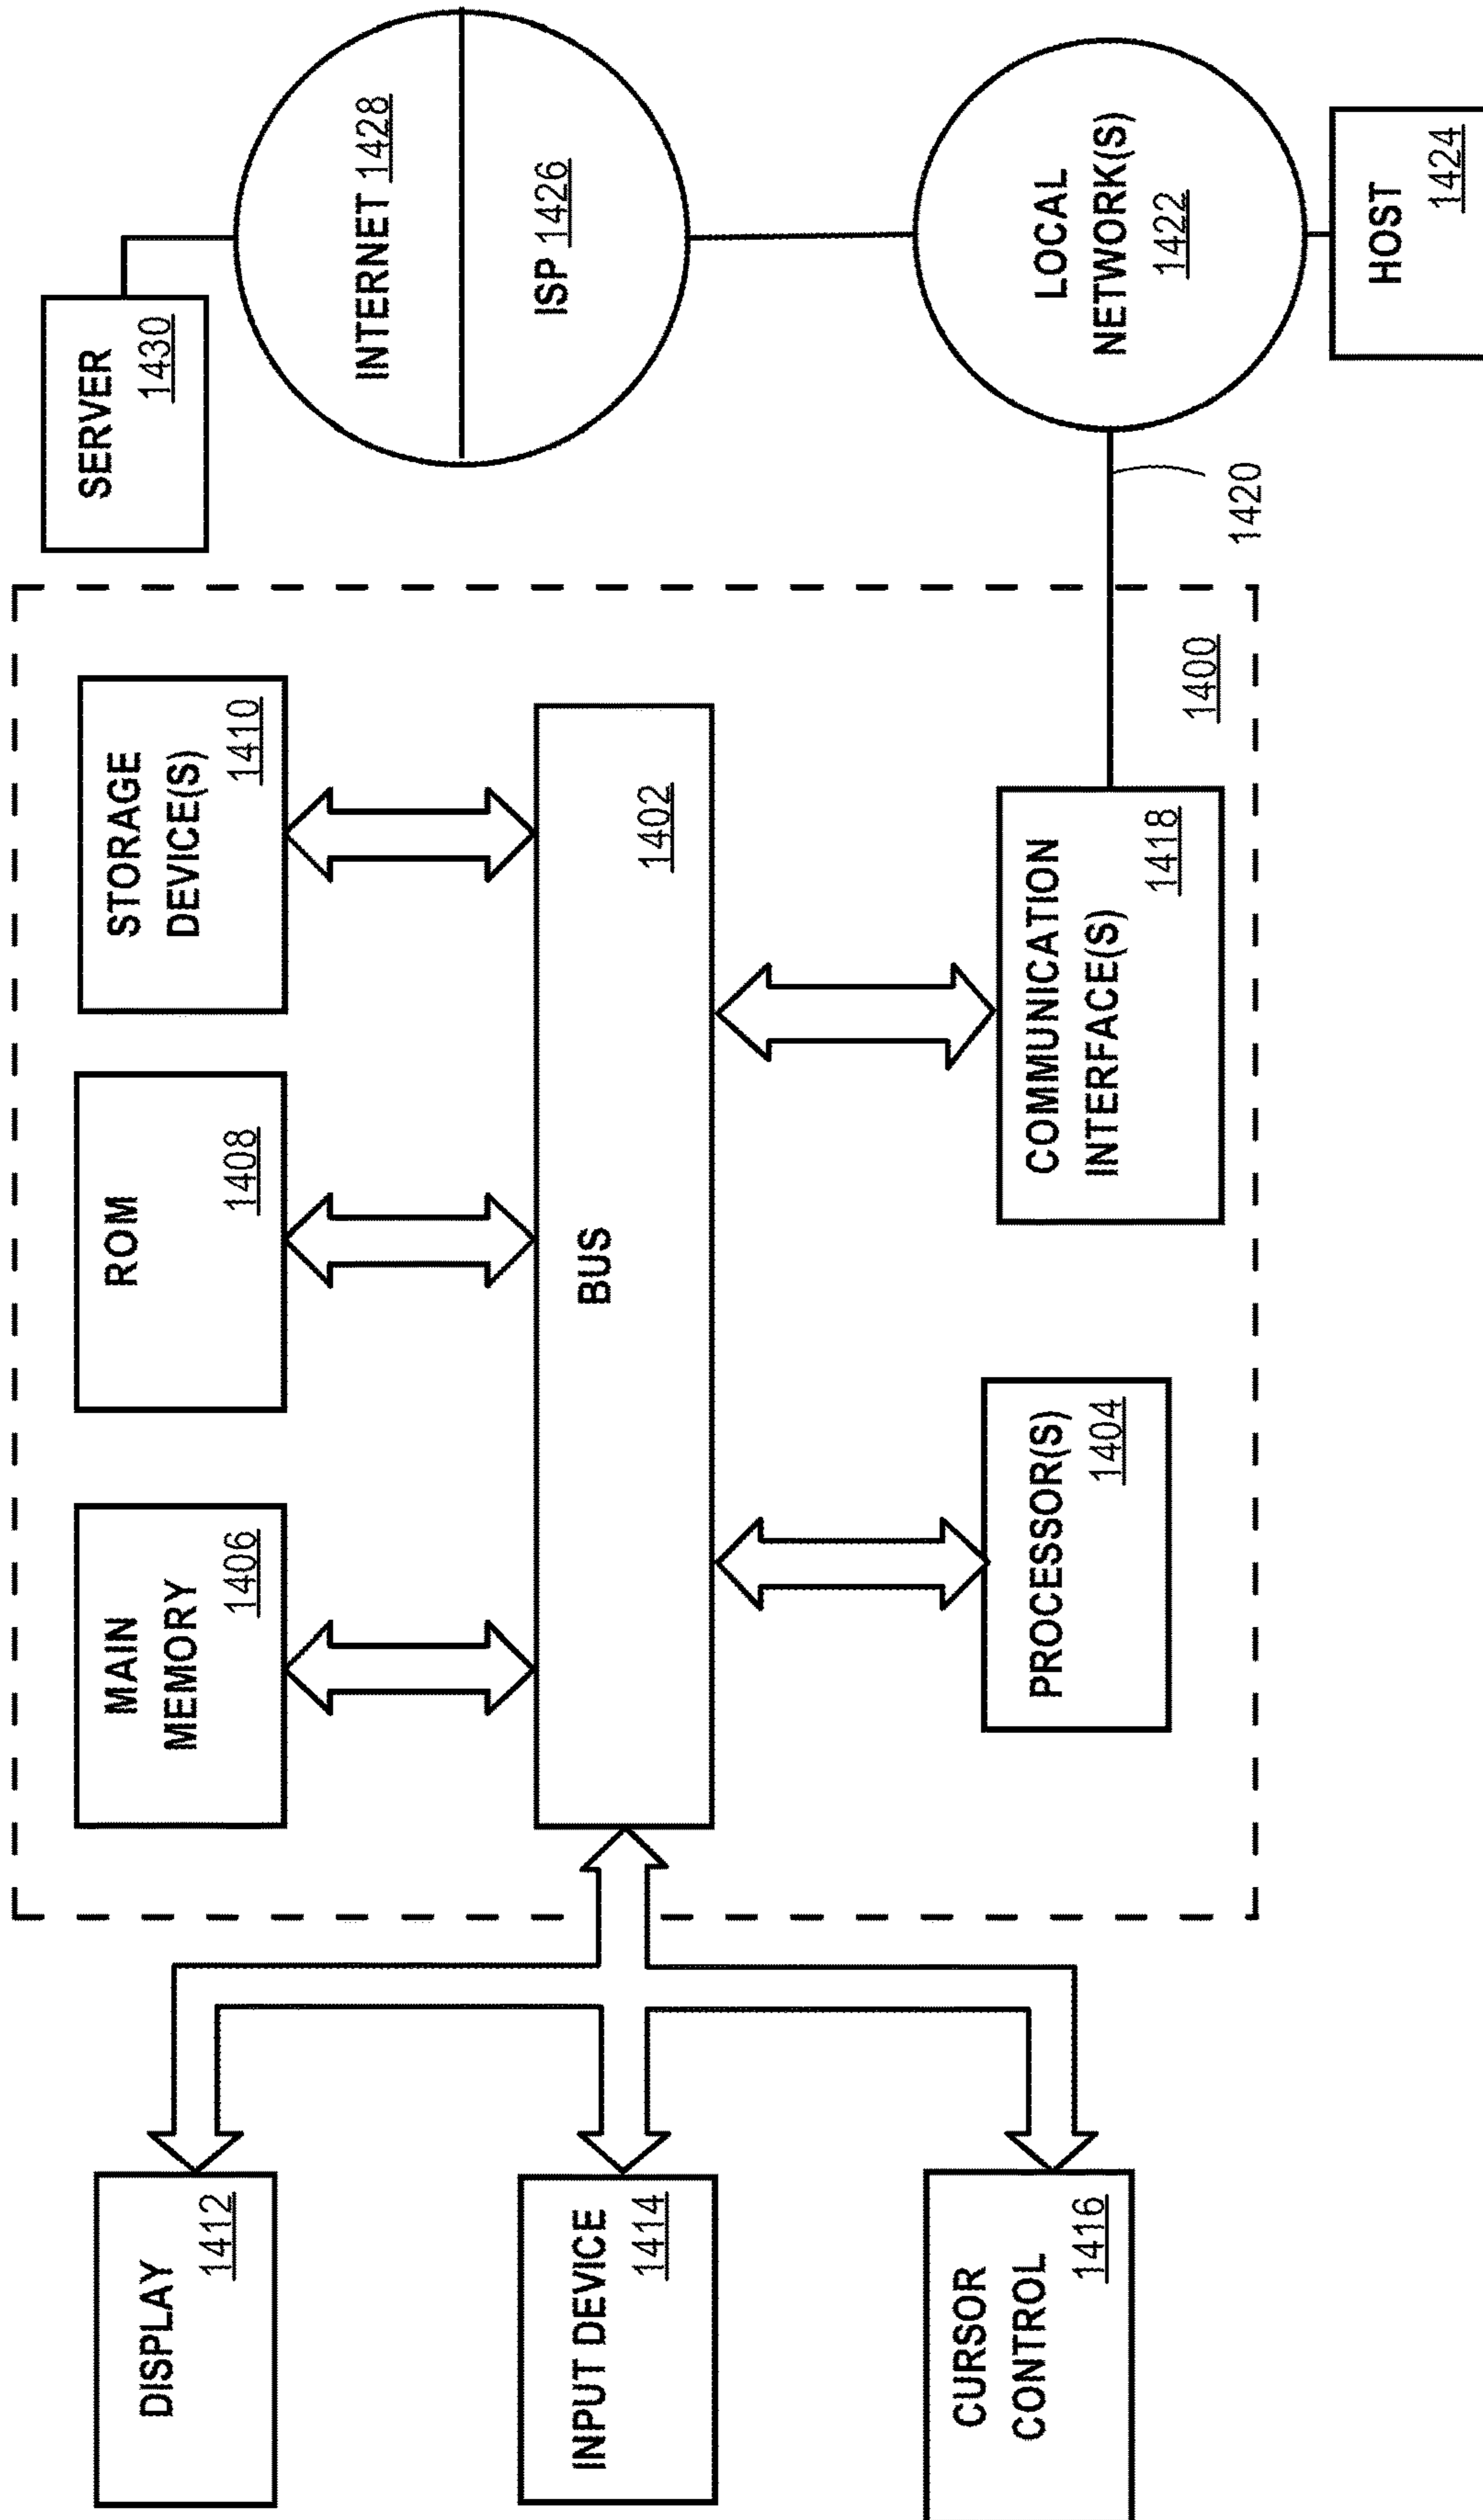 DISPLAY
1412
MAIN
MEMORY
1406
ROM
1408
STORAGE
DEVICE(S)
1410
SERVER
1430
INTERNET 1428
ISP 1426
INPUT DEVICE
1414
BUS
1402
CURSOR
CONTROL
1416
PROCESSOR(S)
1404
COMMUNICATION
INTERFACE(S)
1418
1400
1420
LOCAL
NETWORK(S)
1422
HOST
1424